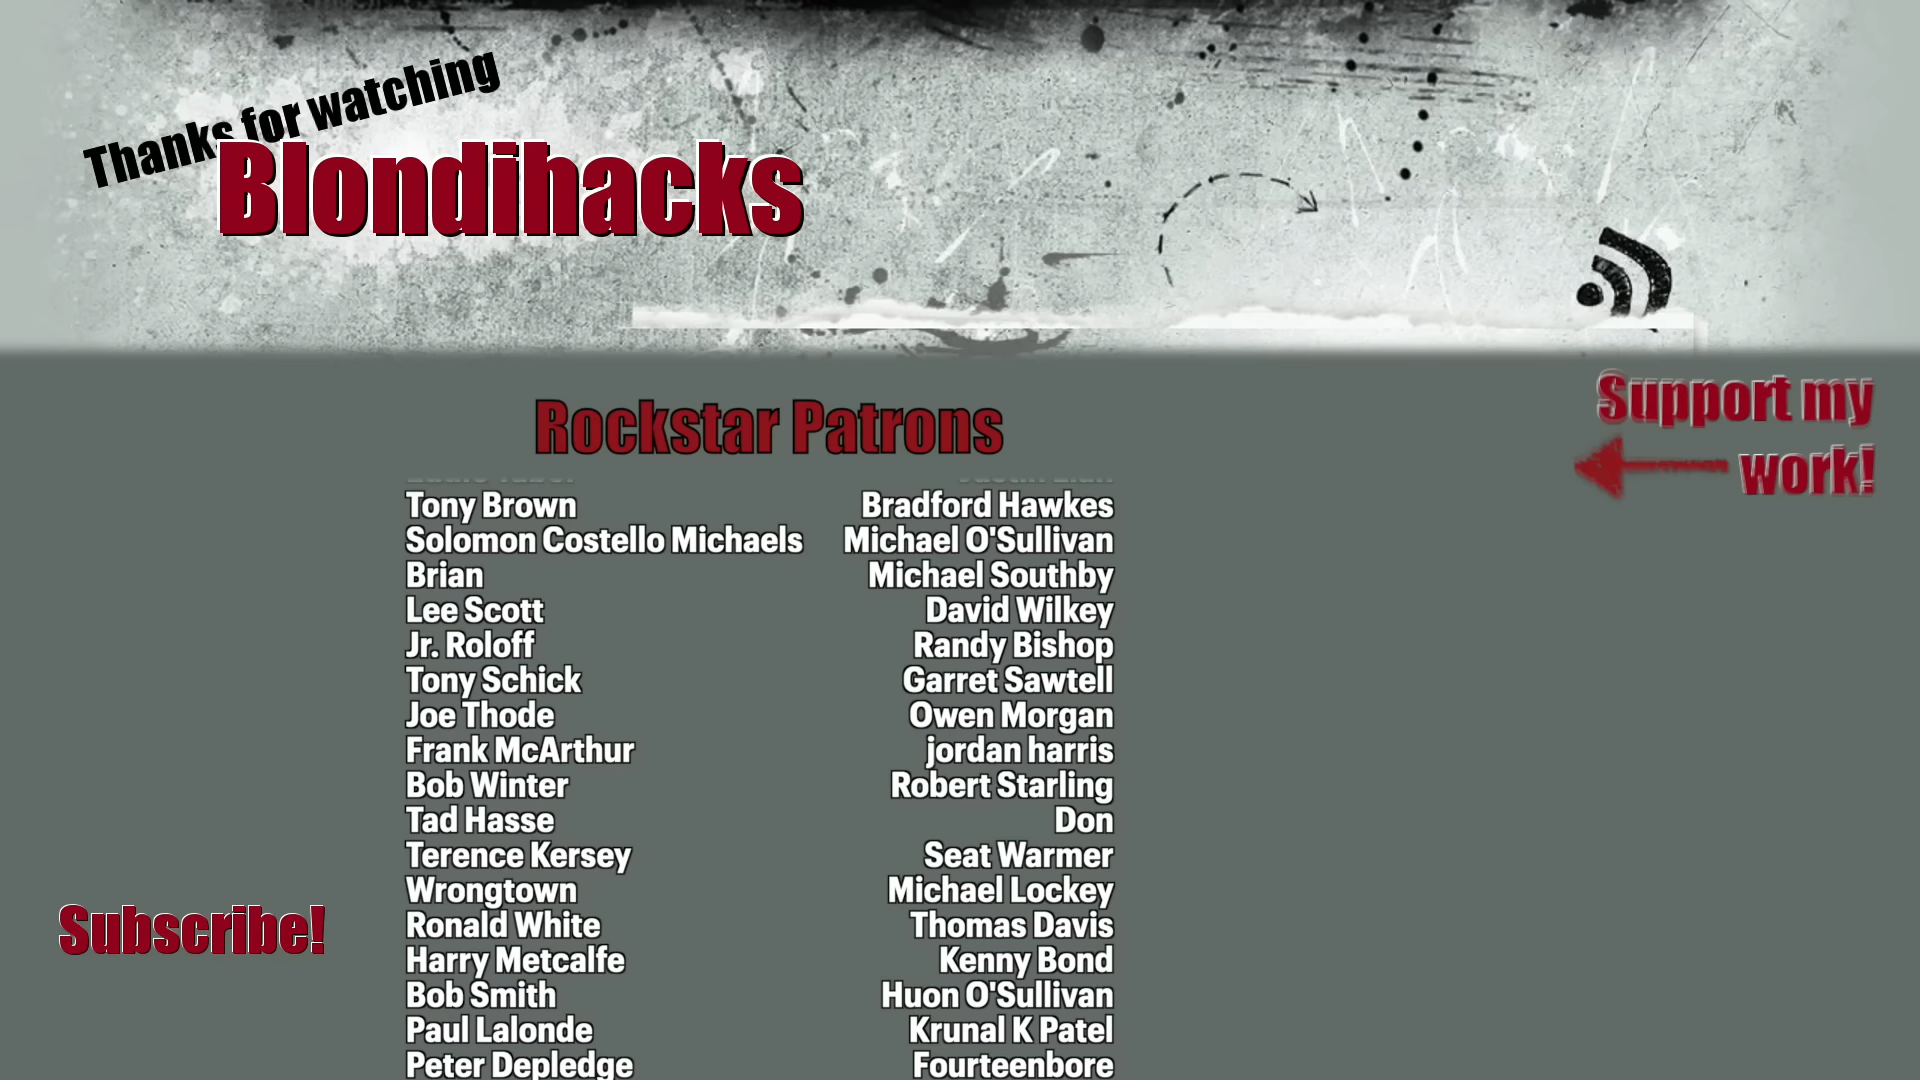 Thanks for watching
Blondihacks
Support my
work!
Rockstar Patrons
Tony Brown
Bradford Hawkes
Solomon Costello Michaels
Michael O'Sullivan
Brian
Michael Southby
Lee Scott
David Wilkey
Jr. Roloff
Randy Bishop
Tony Schick
Garret Sawtell
Joe Thode
Owen Morgan
Frank McArthur
jordan harris
Bob Winter
Robert Starling
Tad Hasse
Don
Terence Kersey
Seat Warmer
Wrongtown
Michael Lockey
Ronald White
Thomas Davis
Harry Metcalfe
Kenny Bond
Bob Smith
Huon O'Sullivan
Paul Lalonde
Krunal K Patel
Peter Depledge
Fourteenbore
Subscribe!